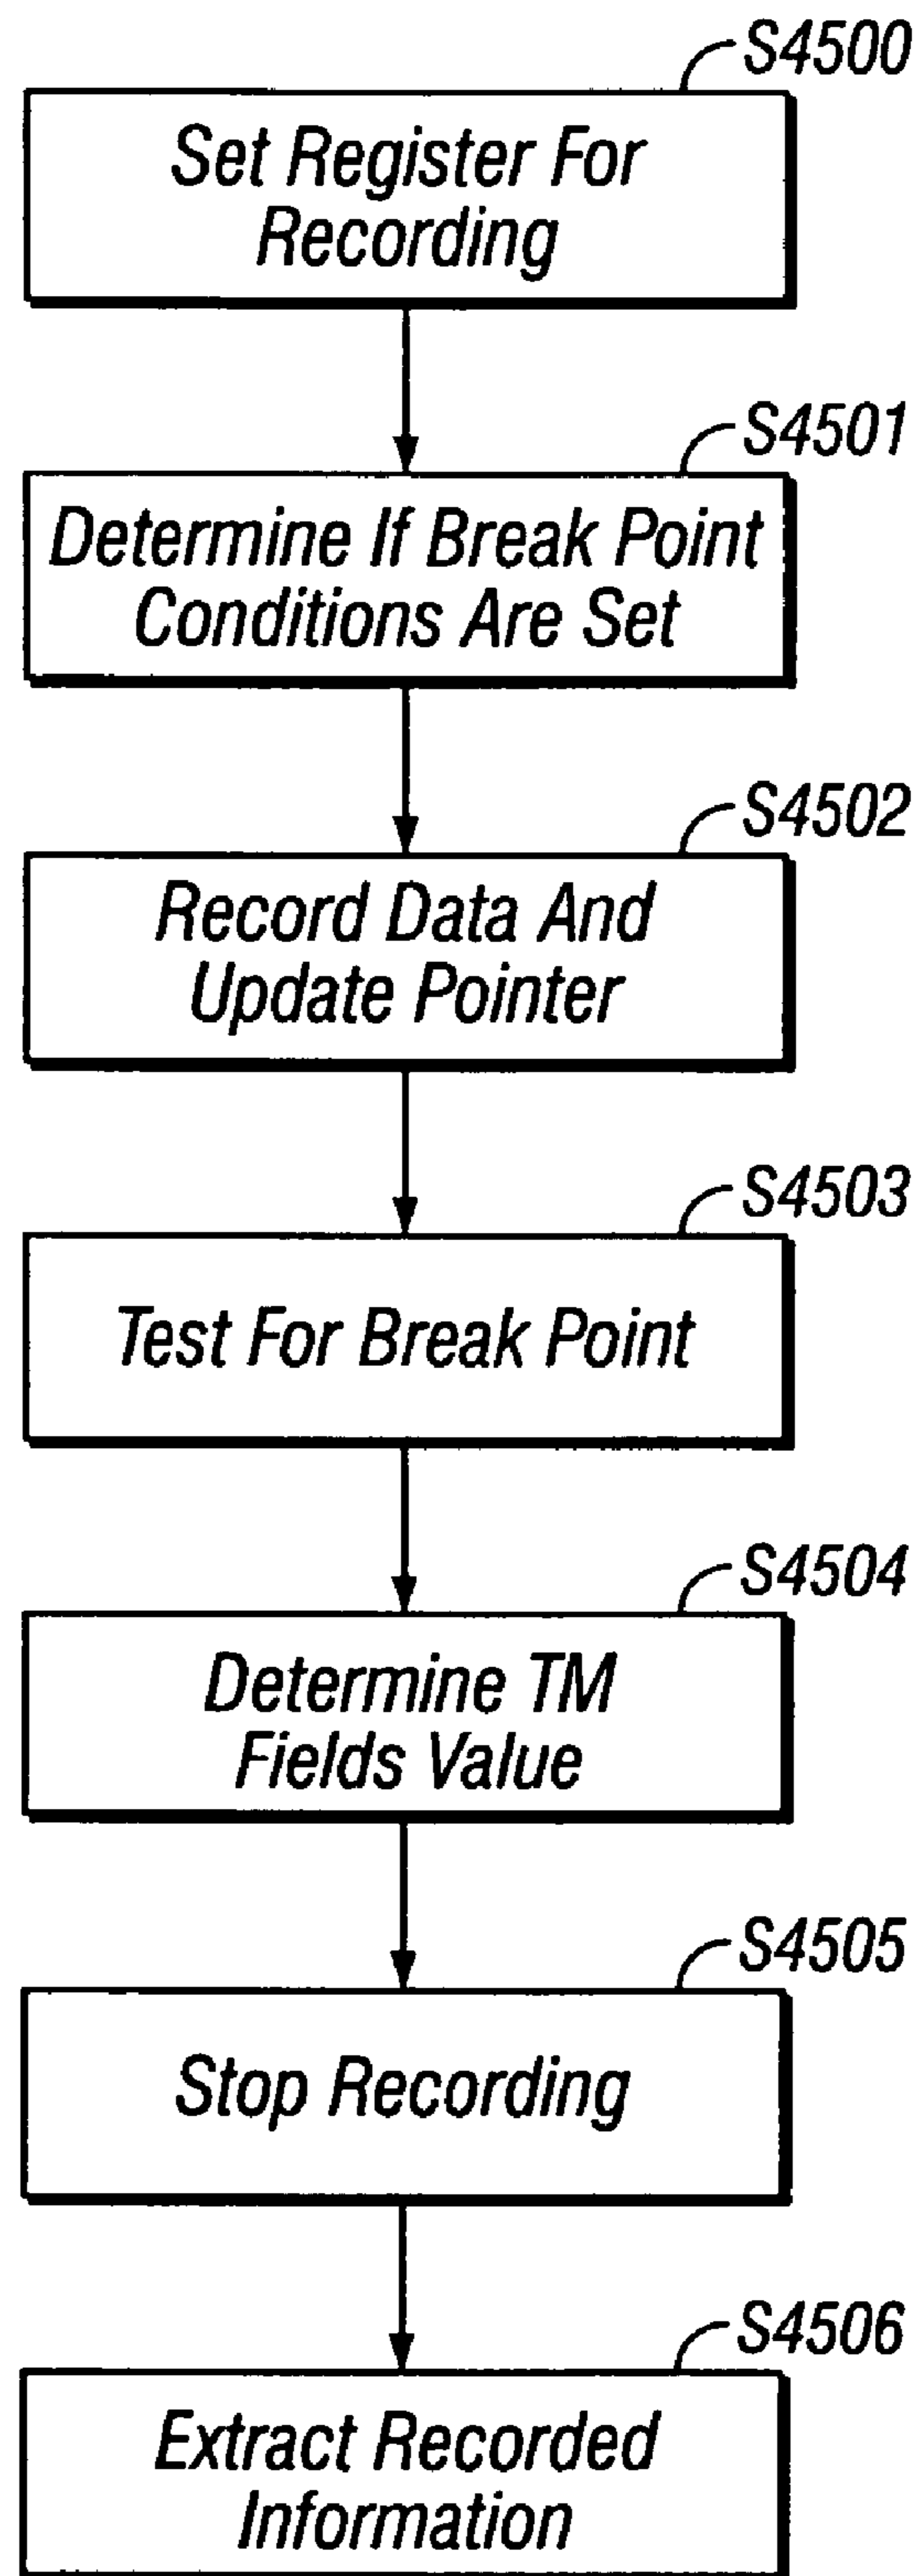 S4500
Set Register For
Recording
S4501
Determine If Break Point
Conditions Are Set
S4502
Record Data And
Update Pointer
S4503
Test For Break Point
S4504
Determine TM
Fields Value
S4505
Stop Recording
S4506
Extract Recorded
Information